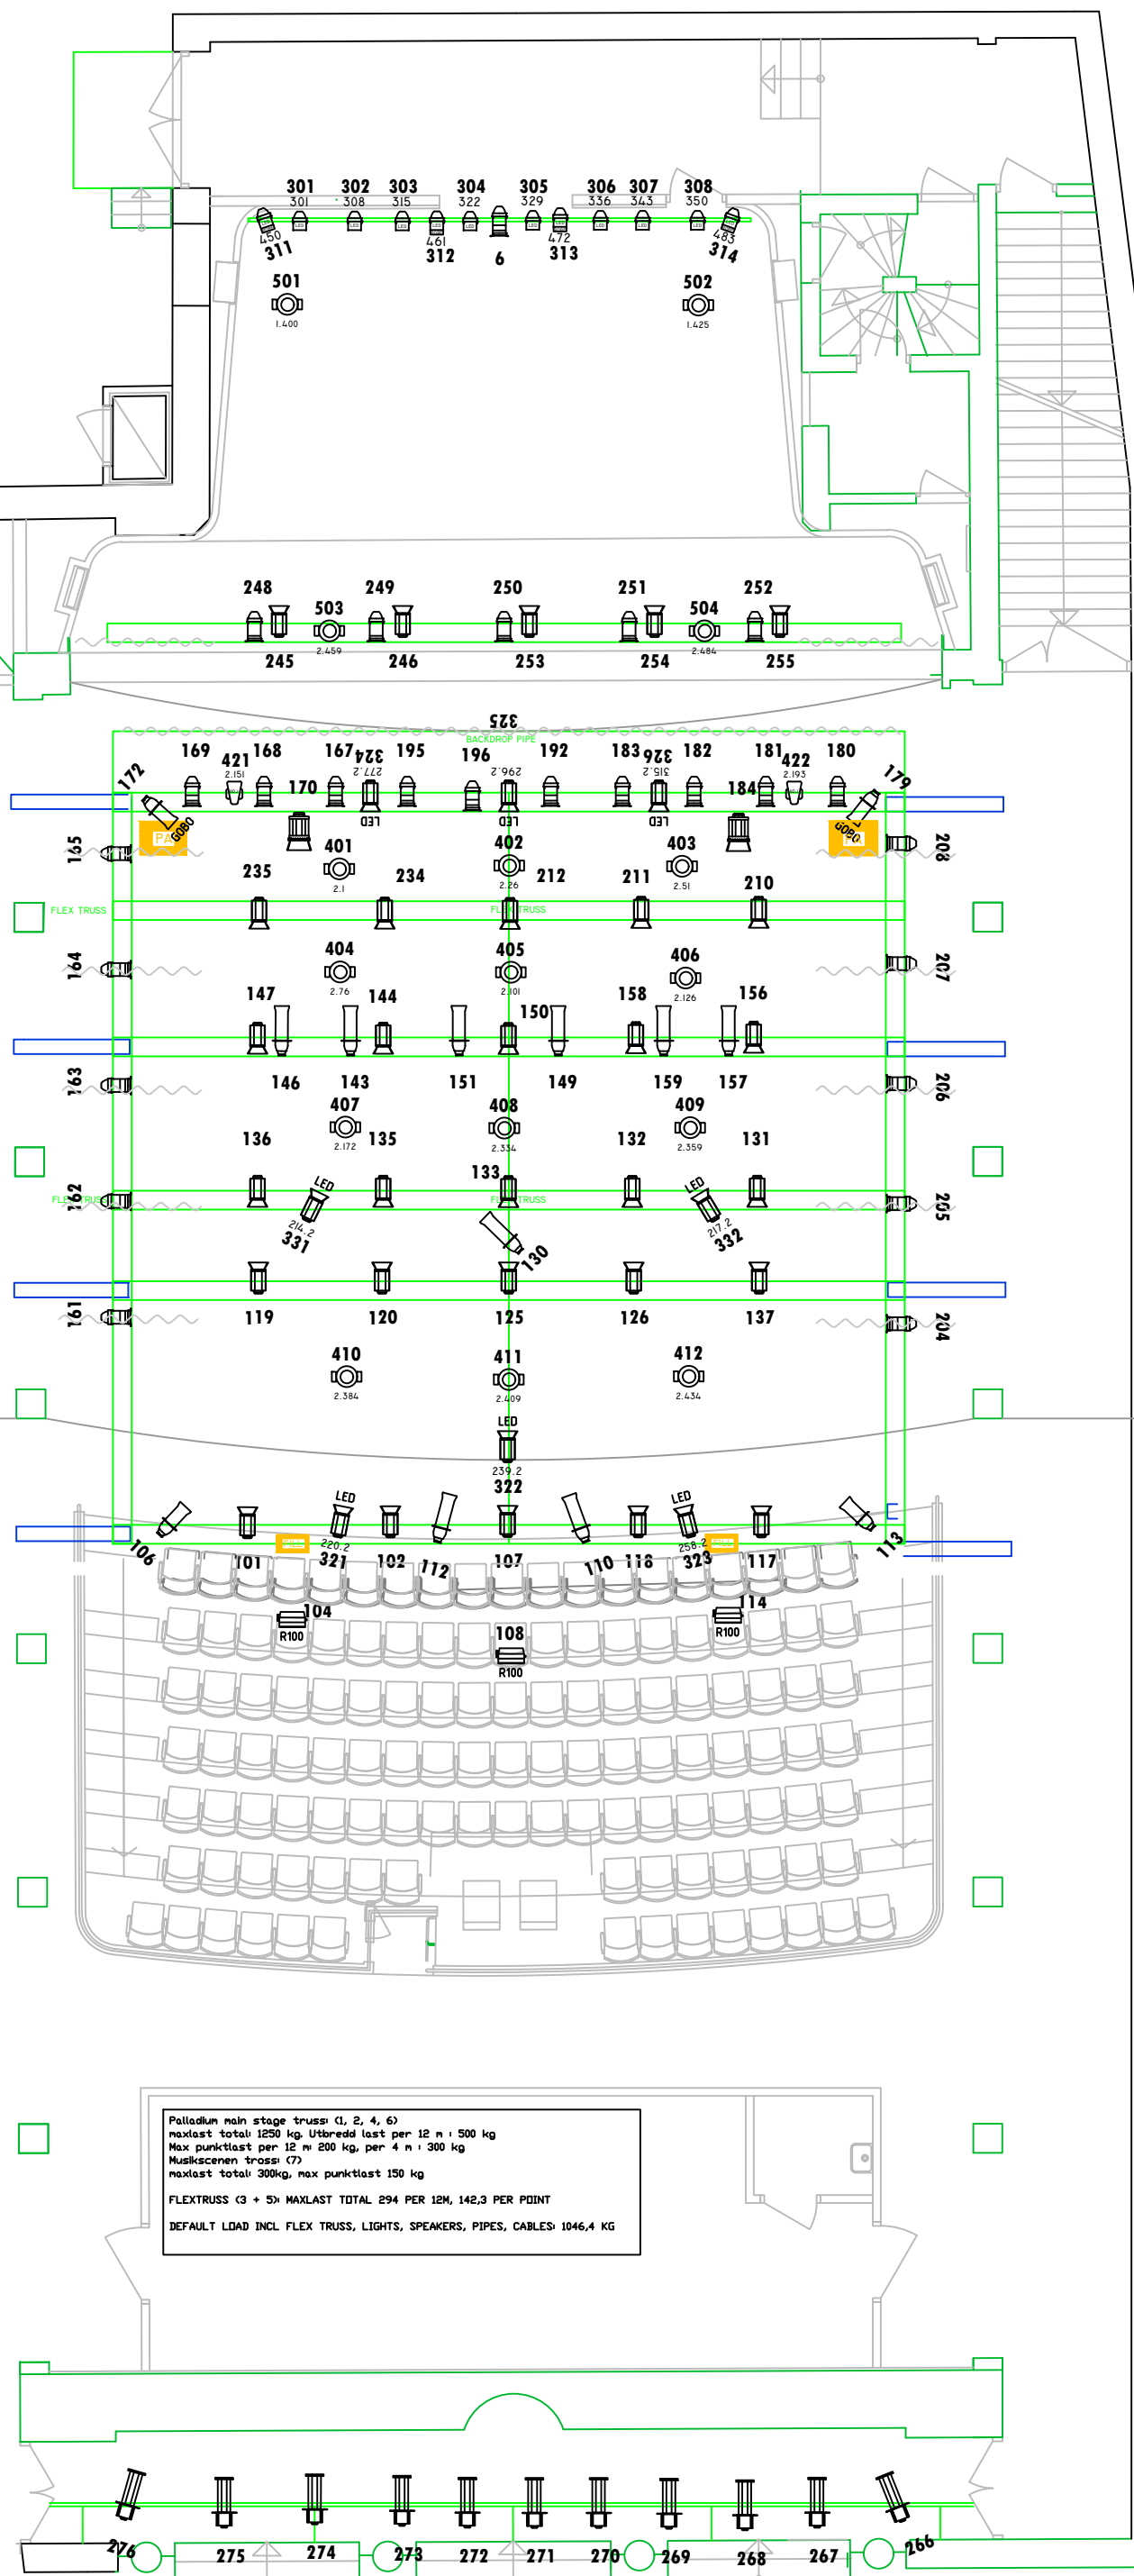 301 302 303 304 305 306 307 308
301 308 315 322 329 336 343 350
450 461 472 483
311 312 6 313 314
501 502
1.400 1.425
248 249 250 251 252
503 504
2.459 2.484
245 246 253 254 255
325
BACKDROP PIPE
169 421 168 167 324 195 196 192 183 326 182 181 422 180
2.151 277.2 296.2 315.2 2.193
172 170 184 179
LED LED LED
GOBO GOBO
PA
165 401 402 403 208
2.1 2.26 2.51
235 234 212 211 210
FLEX TRUSS FLEX TRUSS
164 404 405 406 207
2.76 2.101 2.126
147 144 150 158 156
163 146 143 151 149 159 157 206
407 408 409
2.172 2.334 2.359
136 135 133 132 131
162 FLEX TRUSS FLEX TRUSS 205
LED LED
214.2 217.2
331 130 332
161 119 120 125 126 137 204
410 411 412
2.384 2.409 2.434
LED
239.2
322
LED LED
220.2 258.2
106 101 321 102 112 107 110 118 323 117 113
104 108 114
R100 R100 R100
Palladium main stage truss: (1, 2, 4, 6)
maxlast total: 1250 kg. Utbredd last per 12 m : 500 kg
Max punktlast per 12 m: 200 kg, per 4 m : 300 kg
Musikscenen tross: (7)
maxlast total: 300kg, max punktlast 150 kg
FLEXTRUSS (3 + 5): MAXLAST TOTAL 294 PER 12M, 142,3 PER POINT
DEFAULT LOAD INCL FLEX TRUSS, LIGHTS, SPEAKERS, PIPES, CABLES: 1046,4 KG
276 275 274 273 272 271 270 269 268 267 266